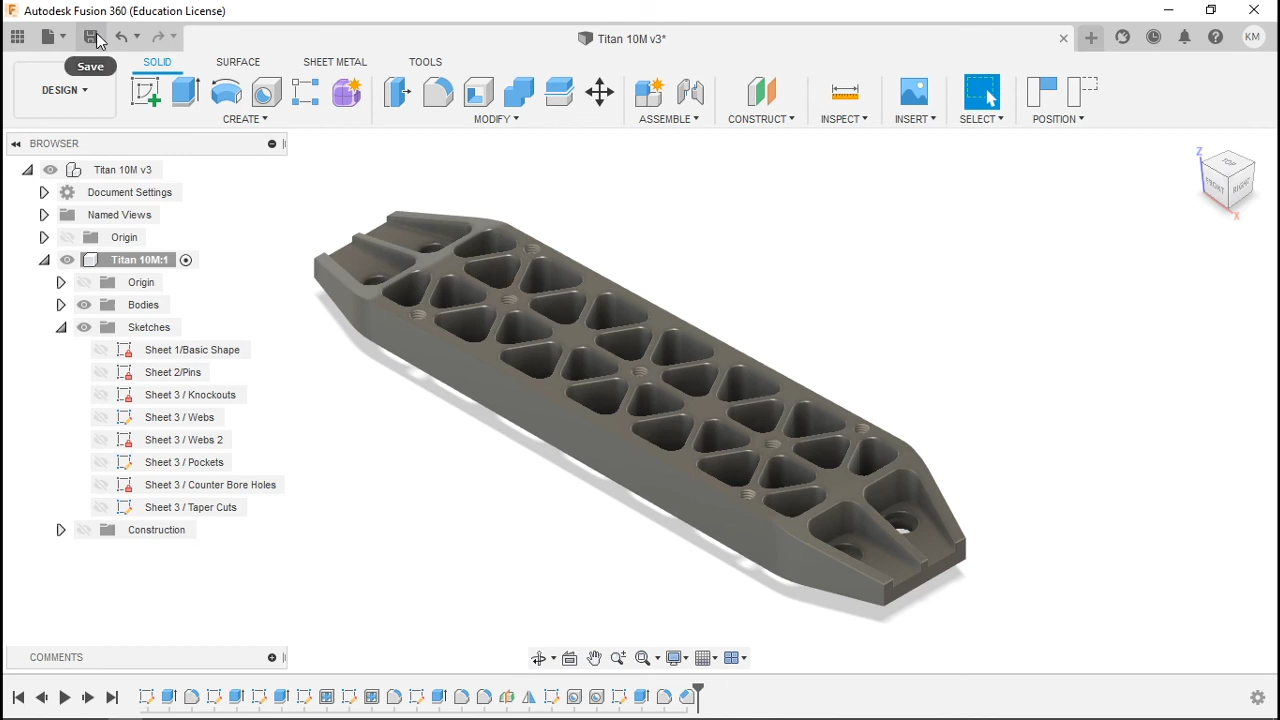 Autodesk Fusion 360 (Education License)
Titan 10M v3*
KM
Save
SOLID SURFACE SHEET METAL TOOLS
DESIGN
CREATE MODIFY ASSEMBLE CONSTRUCT INSPECT INSERT SELECT POSITION
BROWSER
Titan 10M v3
Document Settings
Named Views
Origin
Titan 10M:1
Origin
Bodies
Sketches
Sheet 1/Basic Shape
Sheet 2/Pins
Sheet 3 / Knockouts
Sheet 3 / Webs
Sheet 3 / Webs 2
Sheet 3 / Pockets
Sheet 3 / Counter Bore Holes
Sheet 3 / Taper Cuts
Construction
Z
TOP
FRONT
RIGHT
X
COMMENTS